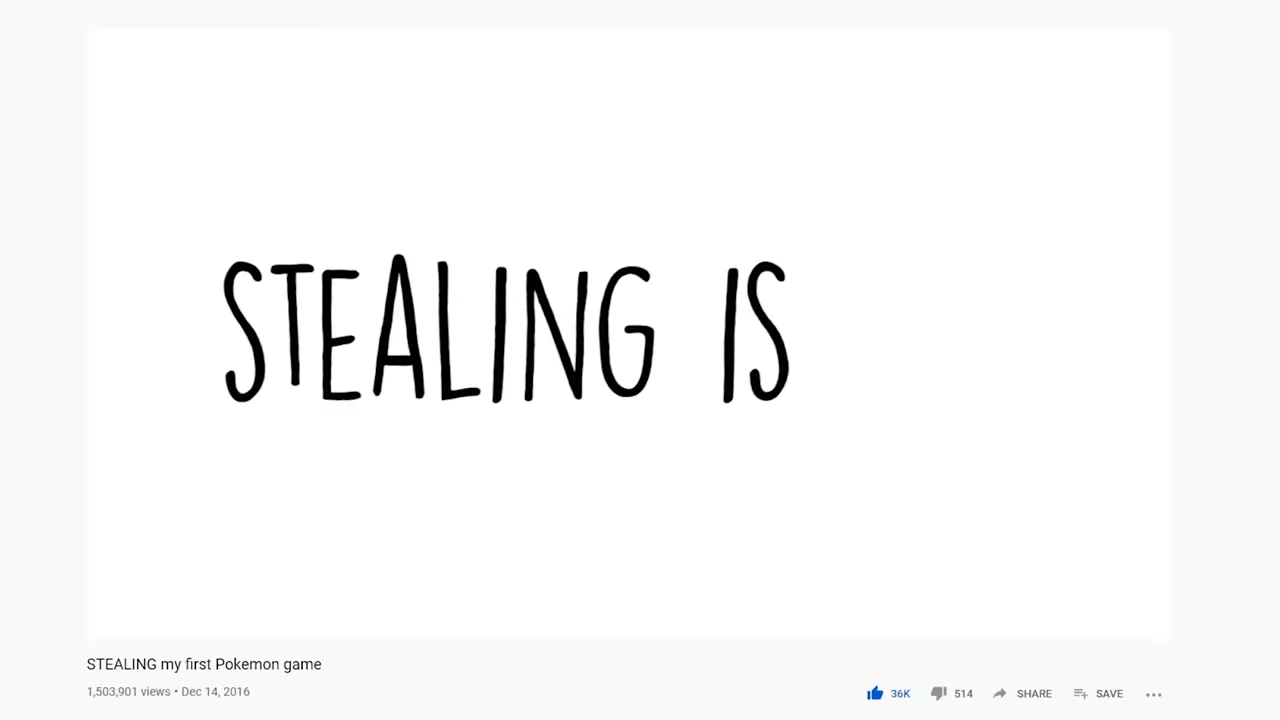 STEALING IS
STEALING my first Pokemon game
1,503,901 views • Dec 14, 2016
36K 514 SHARE SAVE